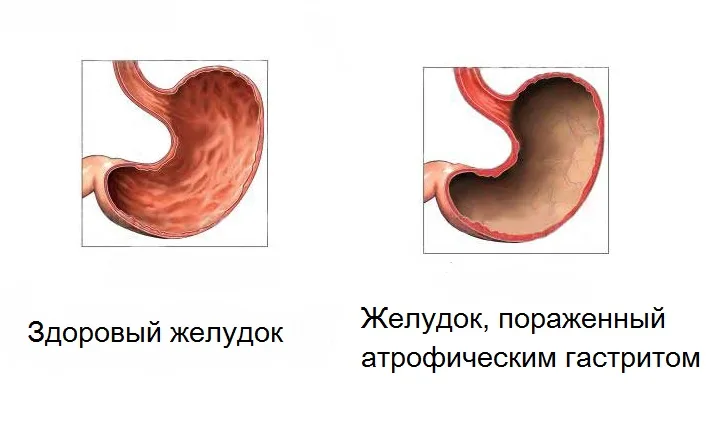 Здоровый желудок
Желудок, пораженный
атрофическим гастритом